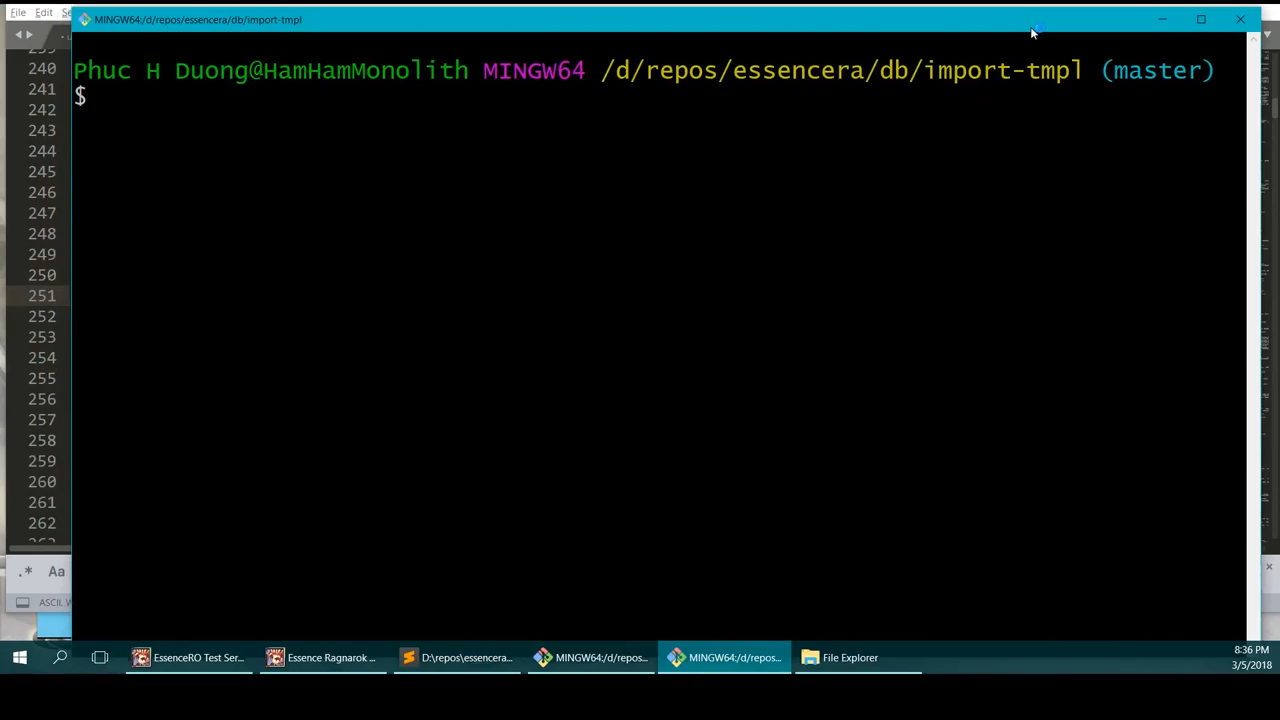 File Edit Se
MINGW64:/d/repos/essencera/db/import-tmpl
240
241
242
243
244
245
246
247
248
249
250
251
252
253
254
255
256
257
258
259
260
261
262
Phuc H Duong@HamHamMonolith MINGW64 /d/repos/essencera/db/import-tmpl (master)
$
.* Aa
ASCII, W
EssenceRO Test Ser...
Essence Ragnarok ...
D:\repos\essencera...
MINGW64:/d/repos...
MINGW64:/d/repos...
File Explorer
8:36 PM
3/5/2018